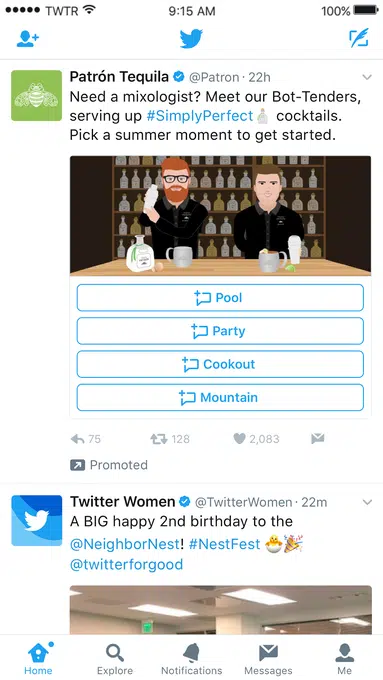 TWTR 9:15 AM 100%
Patrón Tequila @Patron · 22h
Need a mixologist? Meet our Bot-Tenders,
serving up #SimplyPerfect cocktails.
Pick a summer moment to get started.
Pool
Party
Cookout
Mountain
75 128 2,083
Promoted
Twitter Women @TwitterWomen · 22m
A BIG happy 2nd birthday to the
@NeighborNest! #NestFest 🐣🎉
@twitterforgood
Home Explore Notifications Messages Me